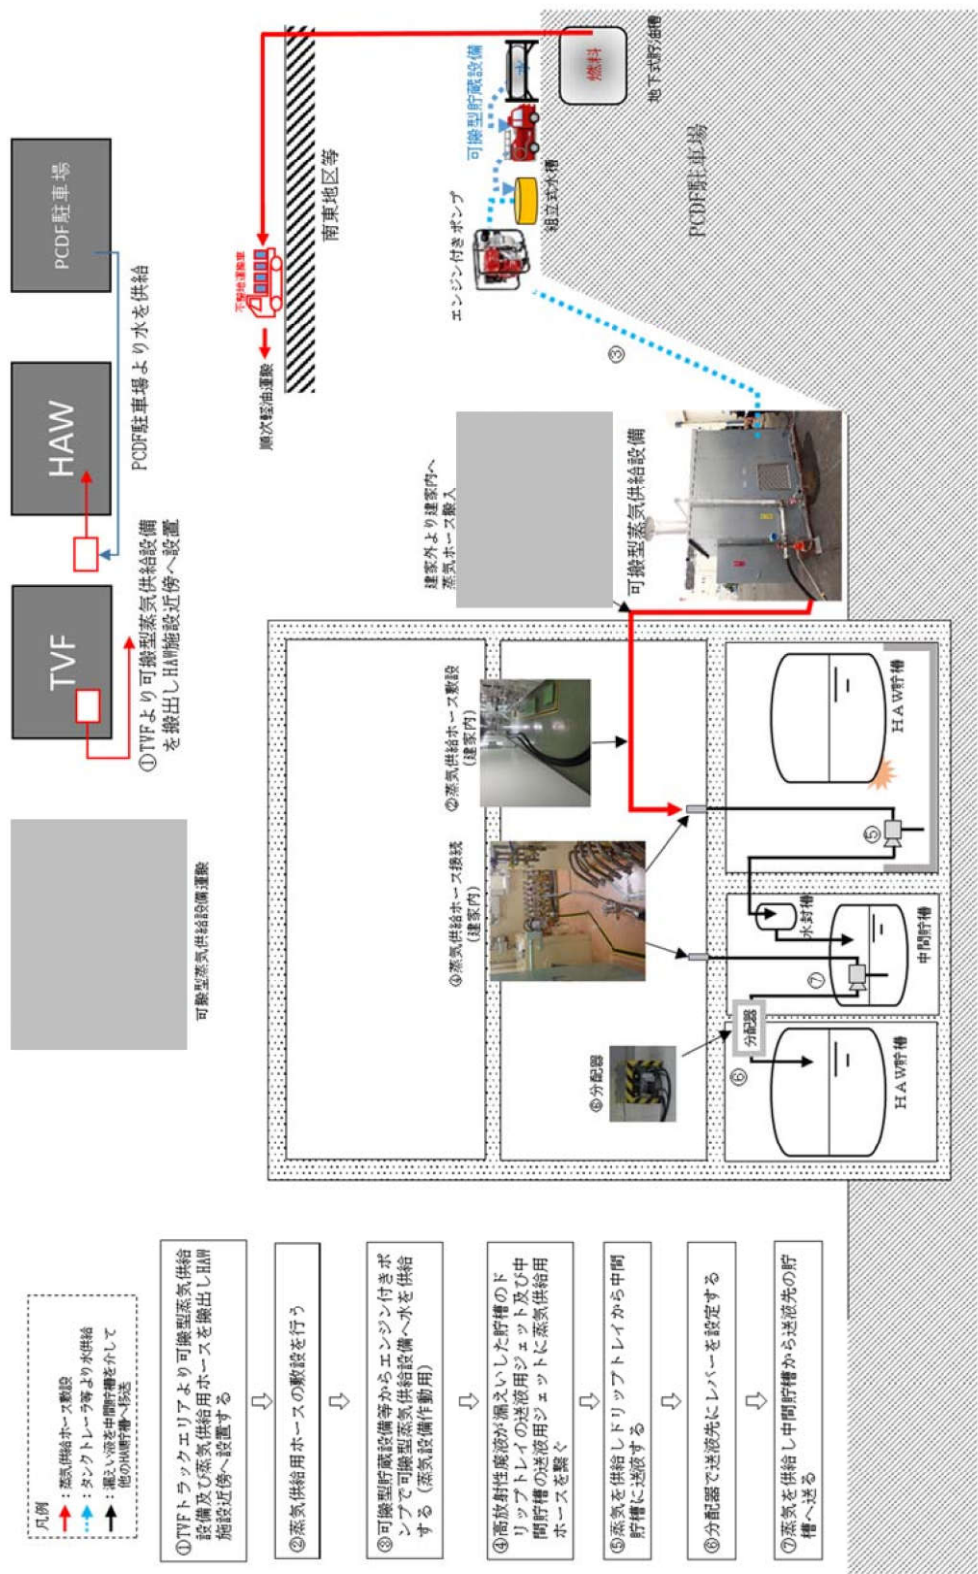 凡例
：蒸気供給ホース敷設
：タンクトレーラ等より水供給
：漏えい液を中間貯槽を介して
他のHAW貯槽へ移送
①TVFトラックエリアより可搬型蒸気供給
設備及び蒸気供給用ホースを搬出しHAW
施設近傍へ設置する
②蒸気供給用ホースの敷設を行う
③可搬型貯蔵設備等からエンジン付きポ
ンプで可搬型蒸気供給設備へ水を供給
する（蒸気設備作動用）
④高放射性廃液が漏えいした貯槽のド
リップトレイの送液用ジェット及び中
間貯槽の送液用ジェットに蒸気供給用
ホースを繋ぐ
⑤蒸気を供給しドリップトレイから中間
貯槽に送液する
⑥分配器で送液先にレバーを設定する
⑦蒸気を供給し中間貯槽から送液先の貯
槽へ送る
可搬型蒸気供給設備運搬
TVF
HAW
PCDF駐車場
①TVFより可搬型蒸気供給設備
を搬出しHAW施設近傍へ設置
PCDF駐車場より水を供給
⑥分配器
④蒸気供給ホース接続
（建家内）
②蒸気供給ホース敷設
（建家内）
建家外より建家内へ
蒸気ホース搬入
可搬型蒸気供給設備
③
順次軽油運搬
不整地運搬車
南東地区等
エンジン付きポンプ
組立式水槽
可搬型貯蔵設備
水
燃料
地下式貯油槽
PCDF駐車場
⑥
分配器
⑦
水封槽
中間貯槽
⑤
HAW貯槽
HAW貯槽